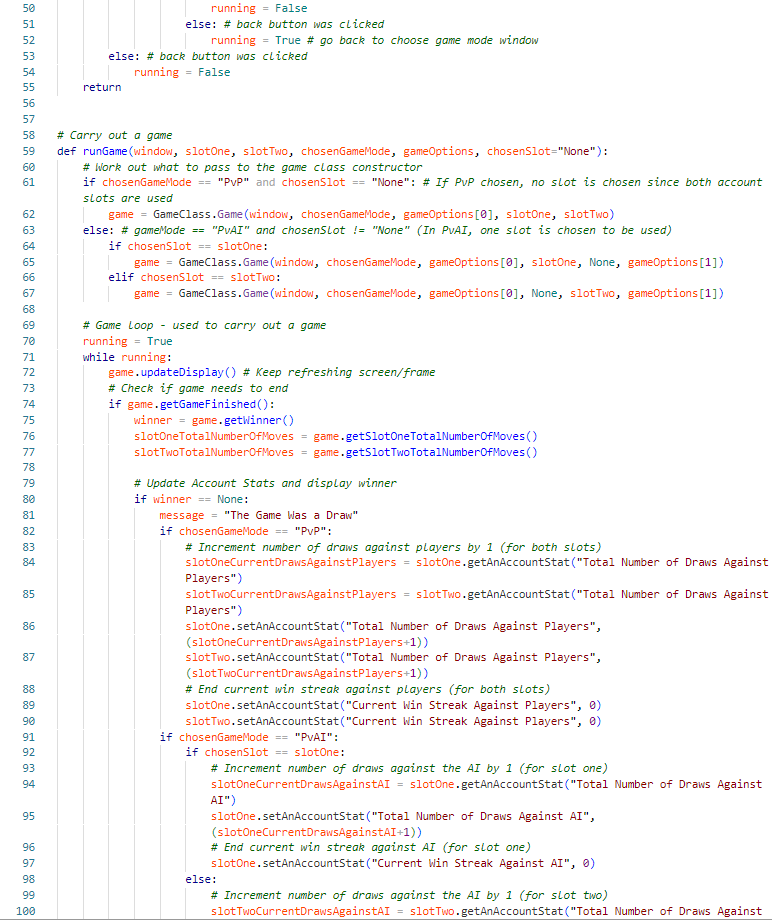 50 running = False
51 else: # back button was clicked
52 running = True # go back to choose game mode window
53 else: # back button was clicked
54 running = False
55 return
56
57
58 # Carry out a game
59 def runGame(window, slotOne, slotTwo, chosenGameMode, gameOptions, chosenSlot="None"):
60 # Work out what to pass to the game class constructor
61 if chosenGameMode == "PvP" and chosenSlot == "None": # If PvP chosen, no slot is chosen since both account
slots are used
62 game = GameClass.Game(window, chosenGameMode, gameOptions[0], slotOne, slotTwo)
63 else: # gameMode == "PvAI" and chosenSlot != "None" (In PvAI, one slot is chosen to be used)
64 if chosenSlot == slotOne:
65 game = GameClass.Game(window, chosenGameMode, gameOptions[0], slotOne, None, gameOptions[1])
66 elif chosenSlot == slotTwo:
67 game = GameClass.Game(window, chosenGameMode, gameOptions[0], None, slotTwo, gameOptions[1])
68
69 # Game loop - used to carry out a game
70 running = True
71 while running:
72 game.updateDisplay() # Keep refreshing screen/frame
73 # Check if game needs to end
74 if game.getGameFinished():
75 winner = game.getWinner()
76 slotOneTotalNumberOfMoves = game.getSlotOneTotalNumberOfMoves()
77 slotTwoTotalNumberOfMoves = game.getSlotTwoTotalNumberOfMoves()
78
79 # Update Account Stats and display winner
80 if winner == None:
81 message = "The Game Was a Draw"
82 if chosenGameMode == "PvP":
83 # Increment number of draws against players by 1 (for both slots)
84 slotOneCurrentDrawsAgainstPlayers = slotOne.getAnAccountStat("Total Number of Draws Against
Players")
85 slotTwoCurrentDrawsAgainstPlayers = slotTwo.getAnAccountStat("Total Number of Draws Against
Players")
86 slotOne.setAnAccountStat("Total Number of Draws Against Players",
(slotOneCurrentDrawsAgainstPlayers+1))
87 slotTwo.setAnAccountStat("Total Number of Draws Against Players",
(slotTwoCurrentDrawsAgainstPlayers+1))
88 # End current win streak against players (for both slots)
89 slotOne.setAnAccountStat("Current Win Streak Against Players", 0)
90 slotTwo.setAnAccountStat("Current Win Streak Against Players", 0)
91 if chosenGameMode == "PvAI":
92 if chosenSlot == slotOne:
93 # Increment number of draws against the AI by 1 (for slot one)
94 slotOneCurrentDrawsAgainstAI = slotOne.getAnAccountStat("Total Number of Draws Against
AI")
95 slotOne.setAnAccountStat("Total Number of Draws Against AI",
(slotOneCurrentDrawsAgainstAI+1))
96 # End current win streak against AI (for slot one)
97 slotOne.setAnAccountStat("Current Win Streak Against AI", 0)
98 else:
99 # Increment number of draws against the AI by 1 (for slot two)
100 slotTwoCurrentDrawsAgainstAI = slotTwo.getAnAccountStat("Total Number of Draws Against